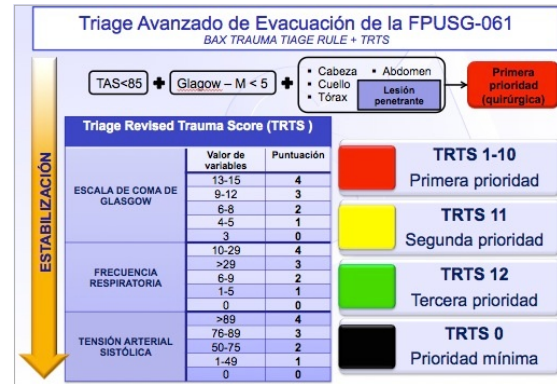 Triage Avanzado de Evacuación de la FPUSG-061
BAX TRAUMA TIAGE RULE + TRTS
TAS<85 + Glagow – M < 5 + ▪ Cabeza ▪ Abdomen
▪ Cuello
▪ Tórax
Lesión penetrante
Primera prioridad (quirúrgica)
ESTABILIZACIÓN
Triage Revised Trauma Score (TRTS )
Valor de variables Puntuación
ESCALA DE COMA DE GLASGOW
13-15 4
9-12 3
6-8 2
4-5 1
3 0
FRECUENCIA RESPIRATORIA
10-29 4
>29 3
6-9 2
1-5 1
0 0
TENSIÓN ARTERIAL SISTÓLICA
>89 4
76-89 3
50-75 2
1-49 1
0 0
TRTS 1-10
Primera prioridad
TRTS 11
Segunda prioridad
TRTS 12
Tercera prioridad
TRTS 0
Prioridad mínima